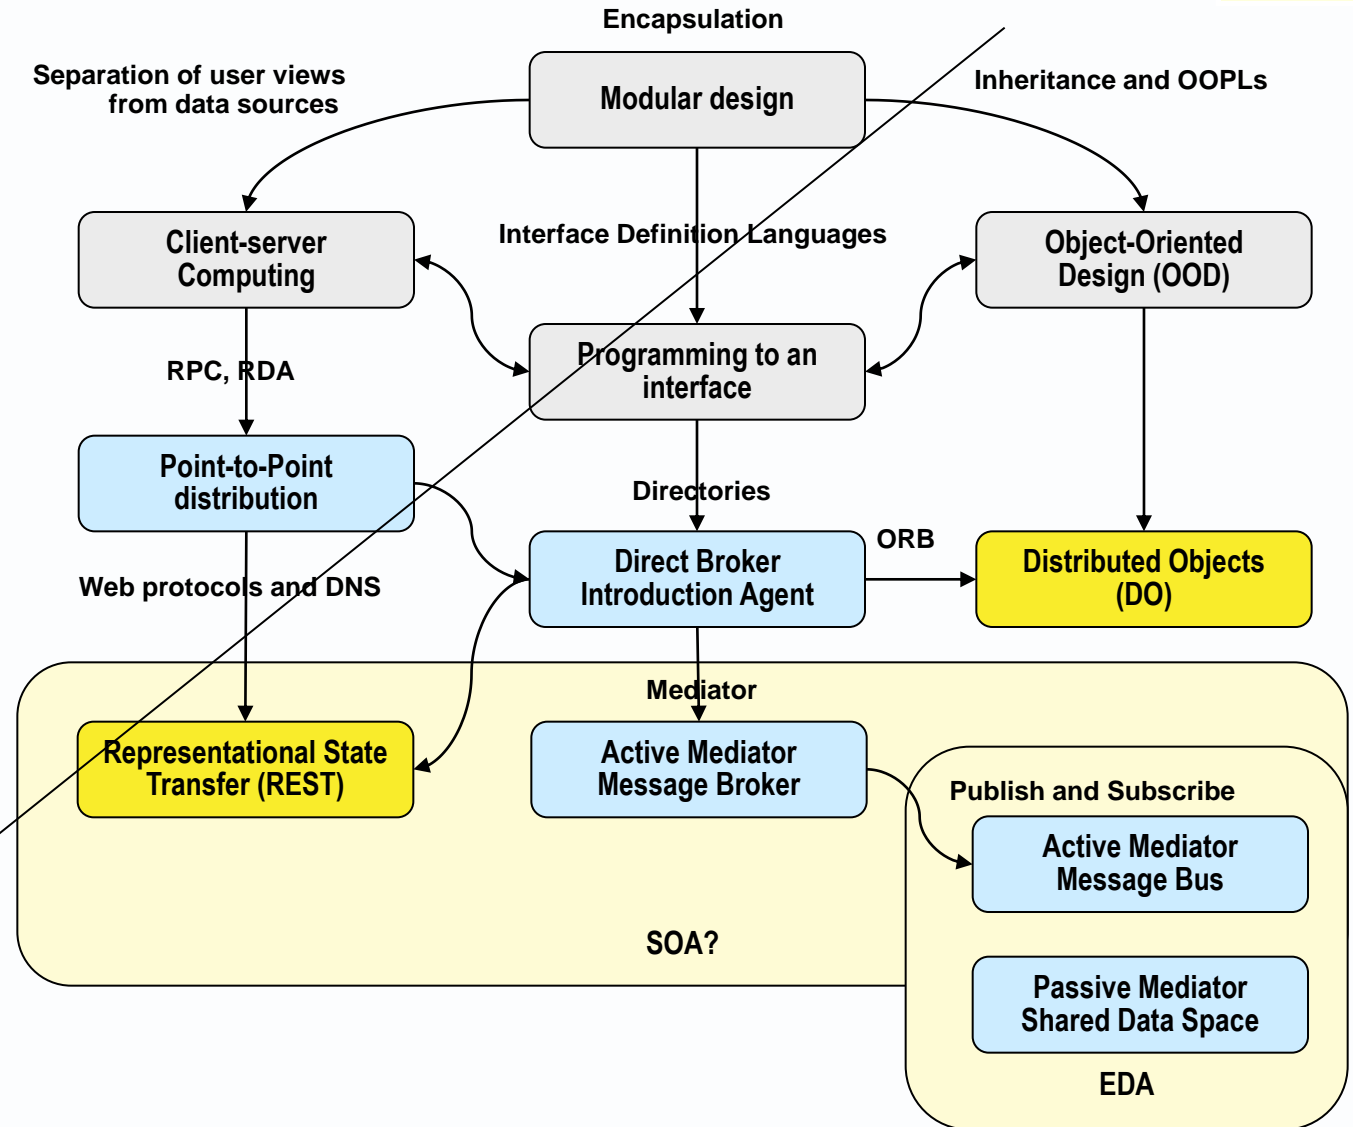 Encapsulation
Separation of user views
from data sources
Modular design
Inheritance and OOPLs
Client-server
Computing
Interface Definition Languages
Object-Oriented
Design (OOD)
Programming to an
interface
RPC, RDA
Point-to-Point
distribution
Directories
ORB
Direct Broker
Introduction Agent
Distributed Objects
(DO)
Web protocols and DNS
Mediator
Representational State
Transfer (REST)
Active Mediator
Message Broker
Publish and Subscribe
Active Mediator
Message Bus
SOA?
Passive Mediator
Shared Data Space
EDA